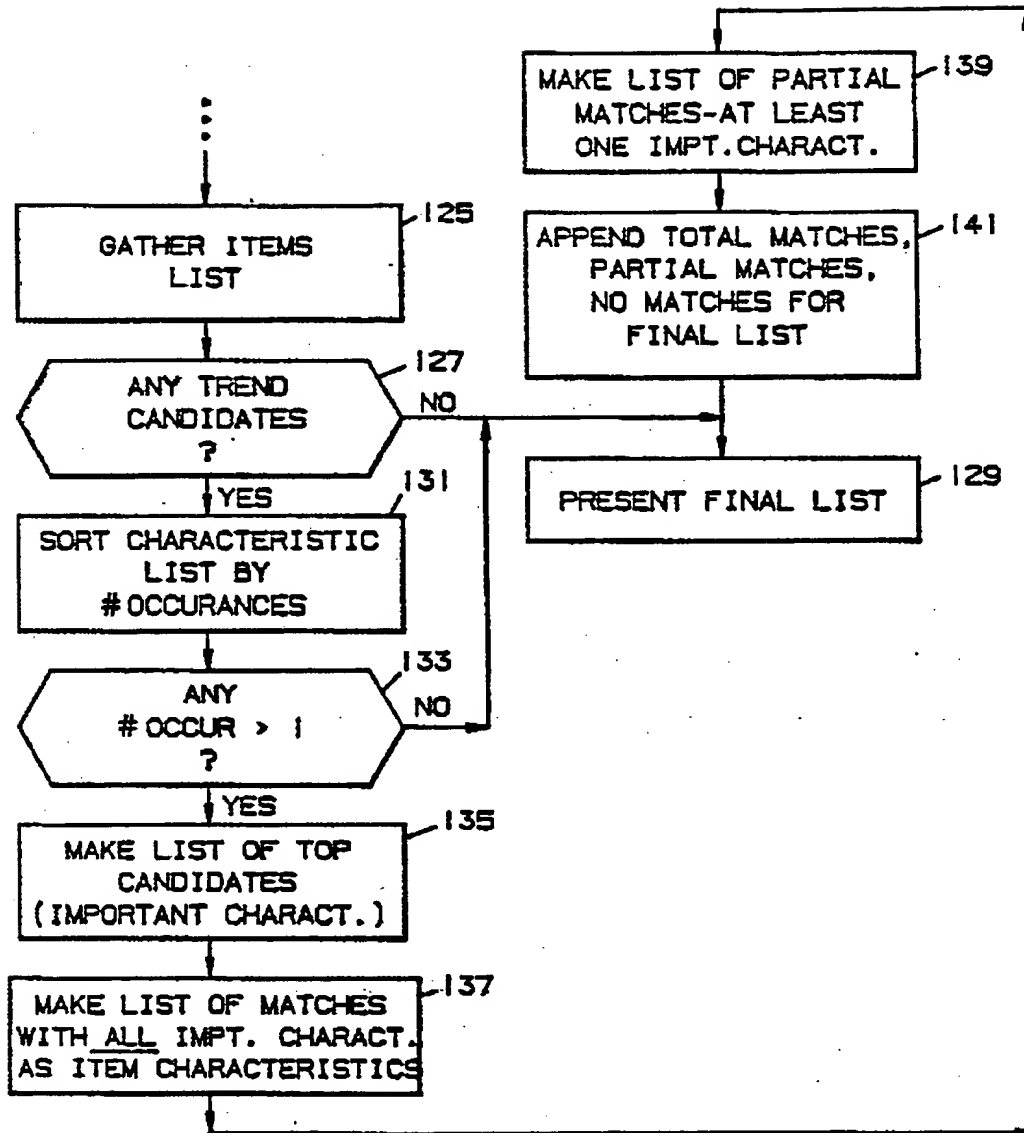 125
GATHER ITEMS
LIST
127
ANY TREND
CANDIDATES
?
NO
YES
131
SORT CHARACTERISTIC
LIST BY
# OCCURANCES
133
ANY
# OCCUR > 1
?
NO
YES
135
MAKE LIST OF TOP
CANDIDATES
(IMPORTANT CHARACT.)
137
MAKE LIST OF MATCHES
WITH ALL IMPT. CHARACT.
AS ITEM CHARACTERISTICS
139
MAKE LIST OF PARTIAL
MATCHES-AT LEAST
ONE IMPT.CHARACT.
141
APPEND TOTAL MATCHES,
PARTIAL MATCHES,
NO MATCHES FOR
FINAL LIST
129
PRESENT FINAL LIST